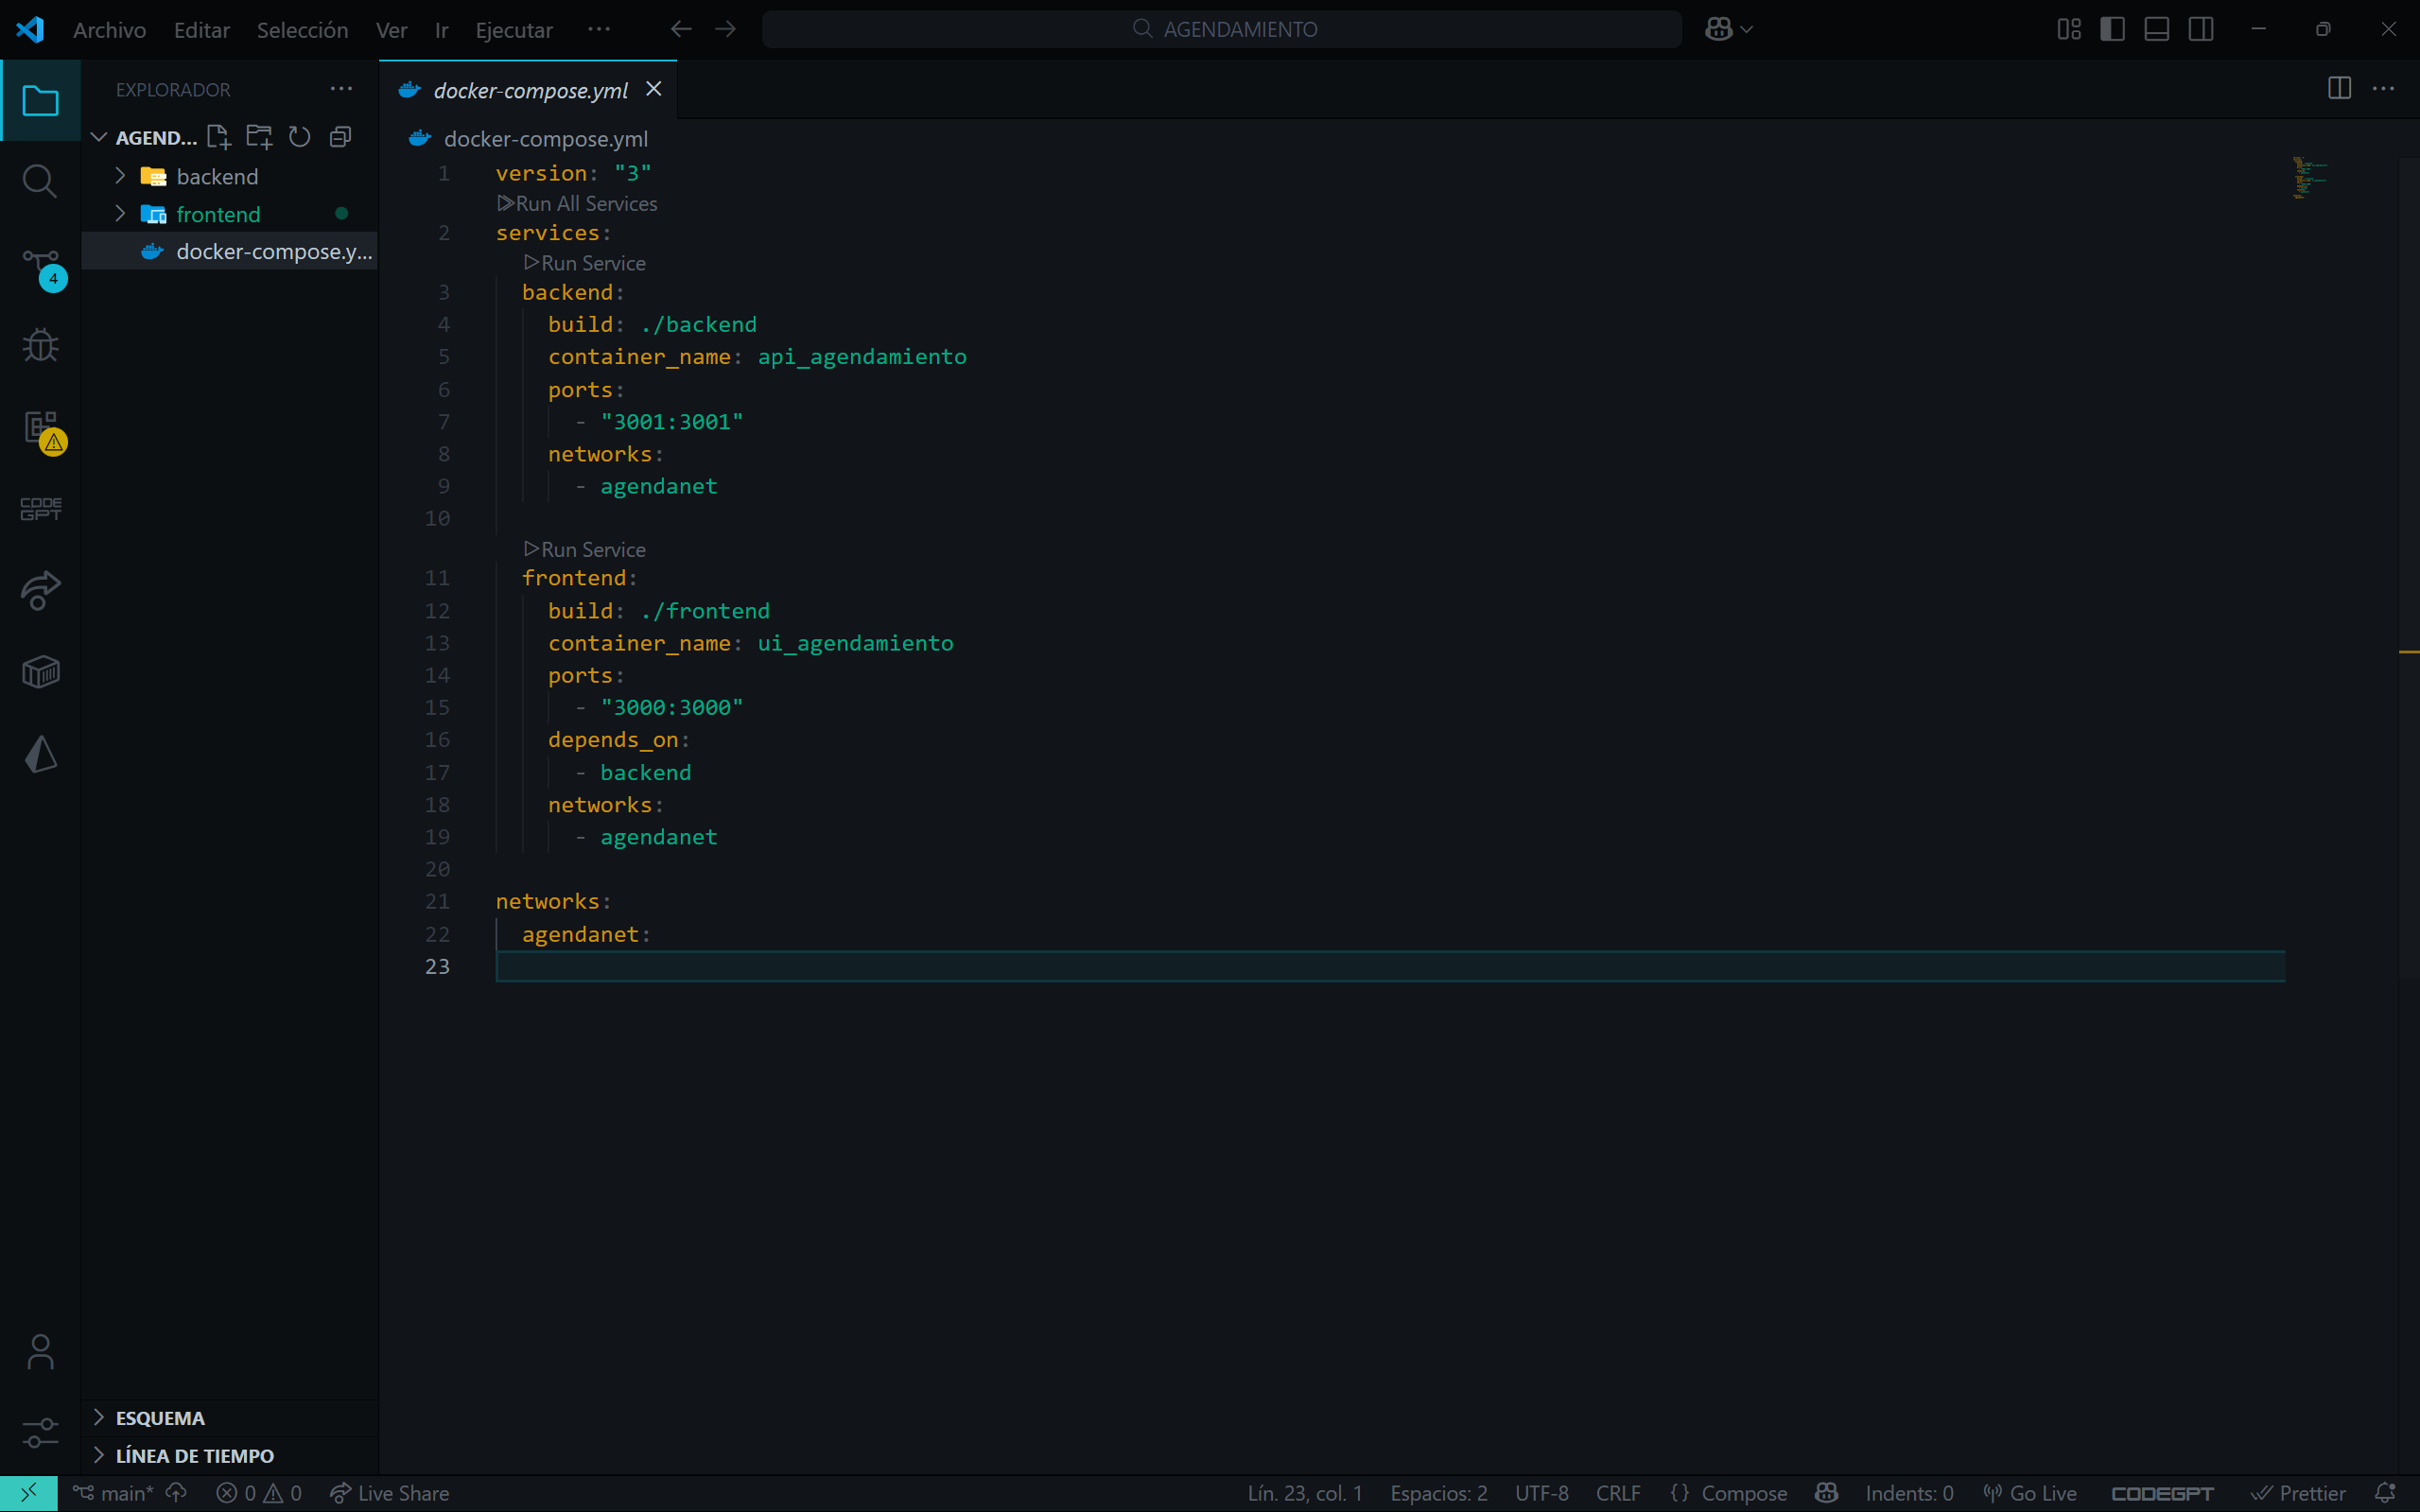 Archivo Editar Selección Ver Ir Ejecutar ··· AGENDAMIENTO
EXPLORADOR
AGEND...
backend
frontend
docker-compose.y...
4
CODE
GPT
ESQUEMA
LÍNEA DE TIEMPO
docker-compose.yml
docker-compose.yml
1 version: "3"
Run All Services
2 services:
Run Service
3 backend:
4 build: ./backend
5 container_name: api_agendamiento
6 ports:
7 - "3001:3001"
8 networks:
9 - agendanet
10
Run Service
11 frontend:
12 build: ./frontend
13 container_name: ui_agendamiento
14 ports:
15 - "3000:3000"
16 depends_on:
17 - backend
18 networks:
19 - agendanet
20
21 networks:
22 agendanet:
23
main* 0 0 Live Share Lín. 23, col. 1 Espacios: 2 UTF-8 CRLF {} Compose Indents: 0 Go Live CODEGPT Prettier